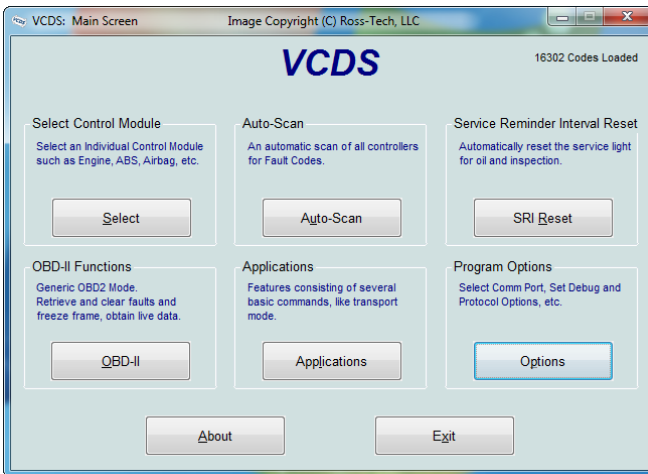 VCDS: Main Screen
Image Copyright (C) Ross-Tech, LLC
VCDS
16302 Codes Loaded
Select Control Module
Select an Individual Control Module
such as Engine, ABS, Airbag, etc.
Select
Auto-Scan
An automatic scan of all controllers
for Fault Codes.
Auto-Scan
Service Reminder Interval Reset
Automatically reset the service light
for oil and inspection.
SRI Reset
OBD-II Functions
Generic OBD2 Mode.
Retrieve and clear faults and
freeze frame, obtain live data.
OBD-II
Applications
Features consisting of several
basic commands, like transport
mode.
Applications
Program Options
Select Comm Port, Set Debug and
Protocol Options, etc.
Options
About
Exit